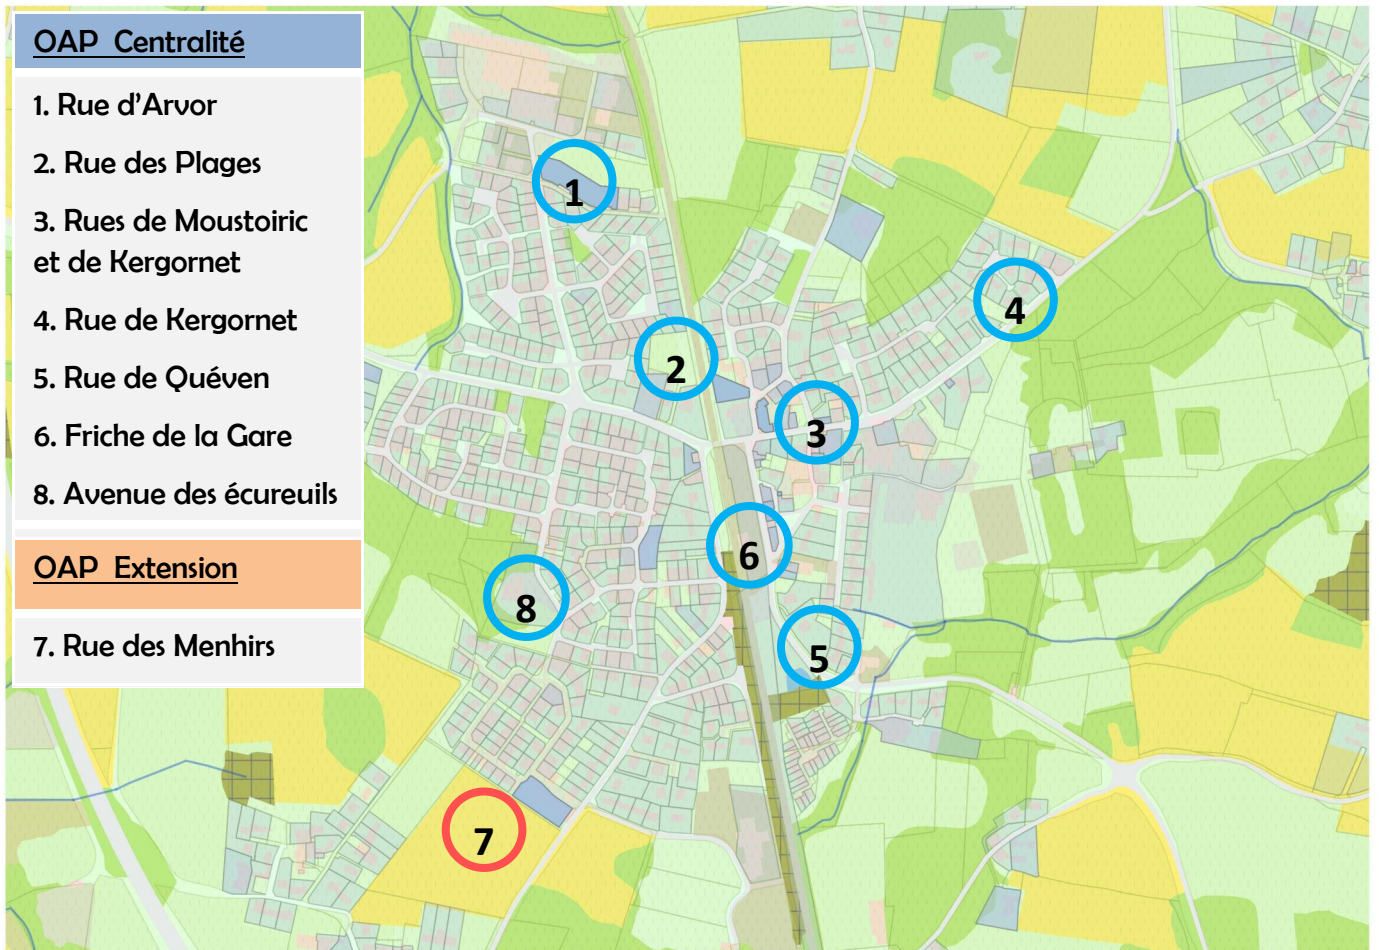 OAP Centralité
1. Rue d'Arvor
2. Rue des Plages
3. Rues de Moustoiric
et de Kergornet
4. Rue de Kergornet
5. Rue de Quéven
6. Friche de la Gare
8. Avenue des écureuils
OAP Extension
7. Rue des Menhirs
1
4
2
3
6
8
5
7